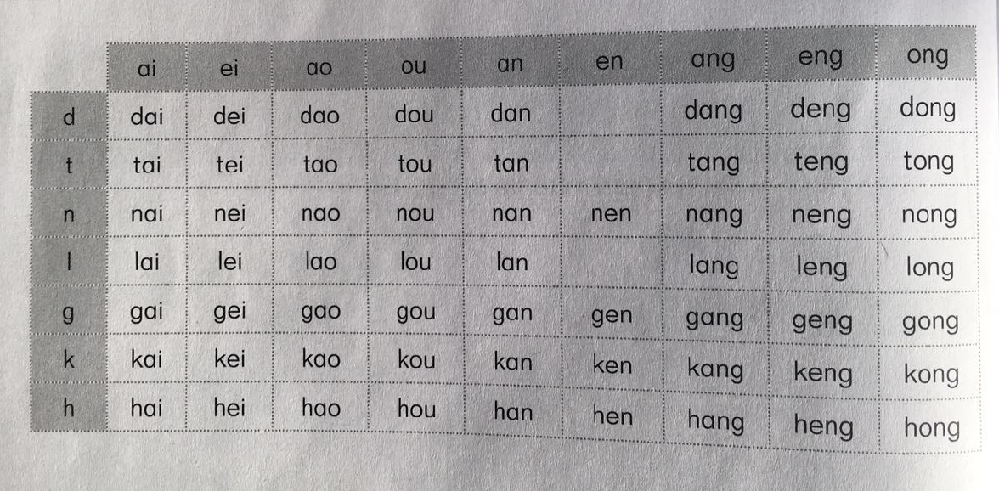 ai ei ao ou an en ang eng ong
d dai dei dao dou dan dang deng dong
t tai tei tao tou tan tang teng tong
n nai nei nao nou nan nen nang neng nong
l lai lei lao lou lan lang leng long
g gai gei gao gou gan gen gang geng gong
k kai kei kao kou kan ken kang keng kong
h hai hei hao hou han hen hang heng hong